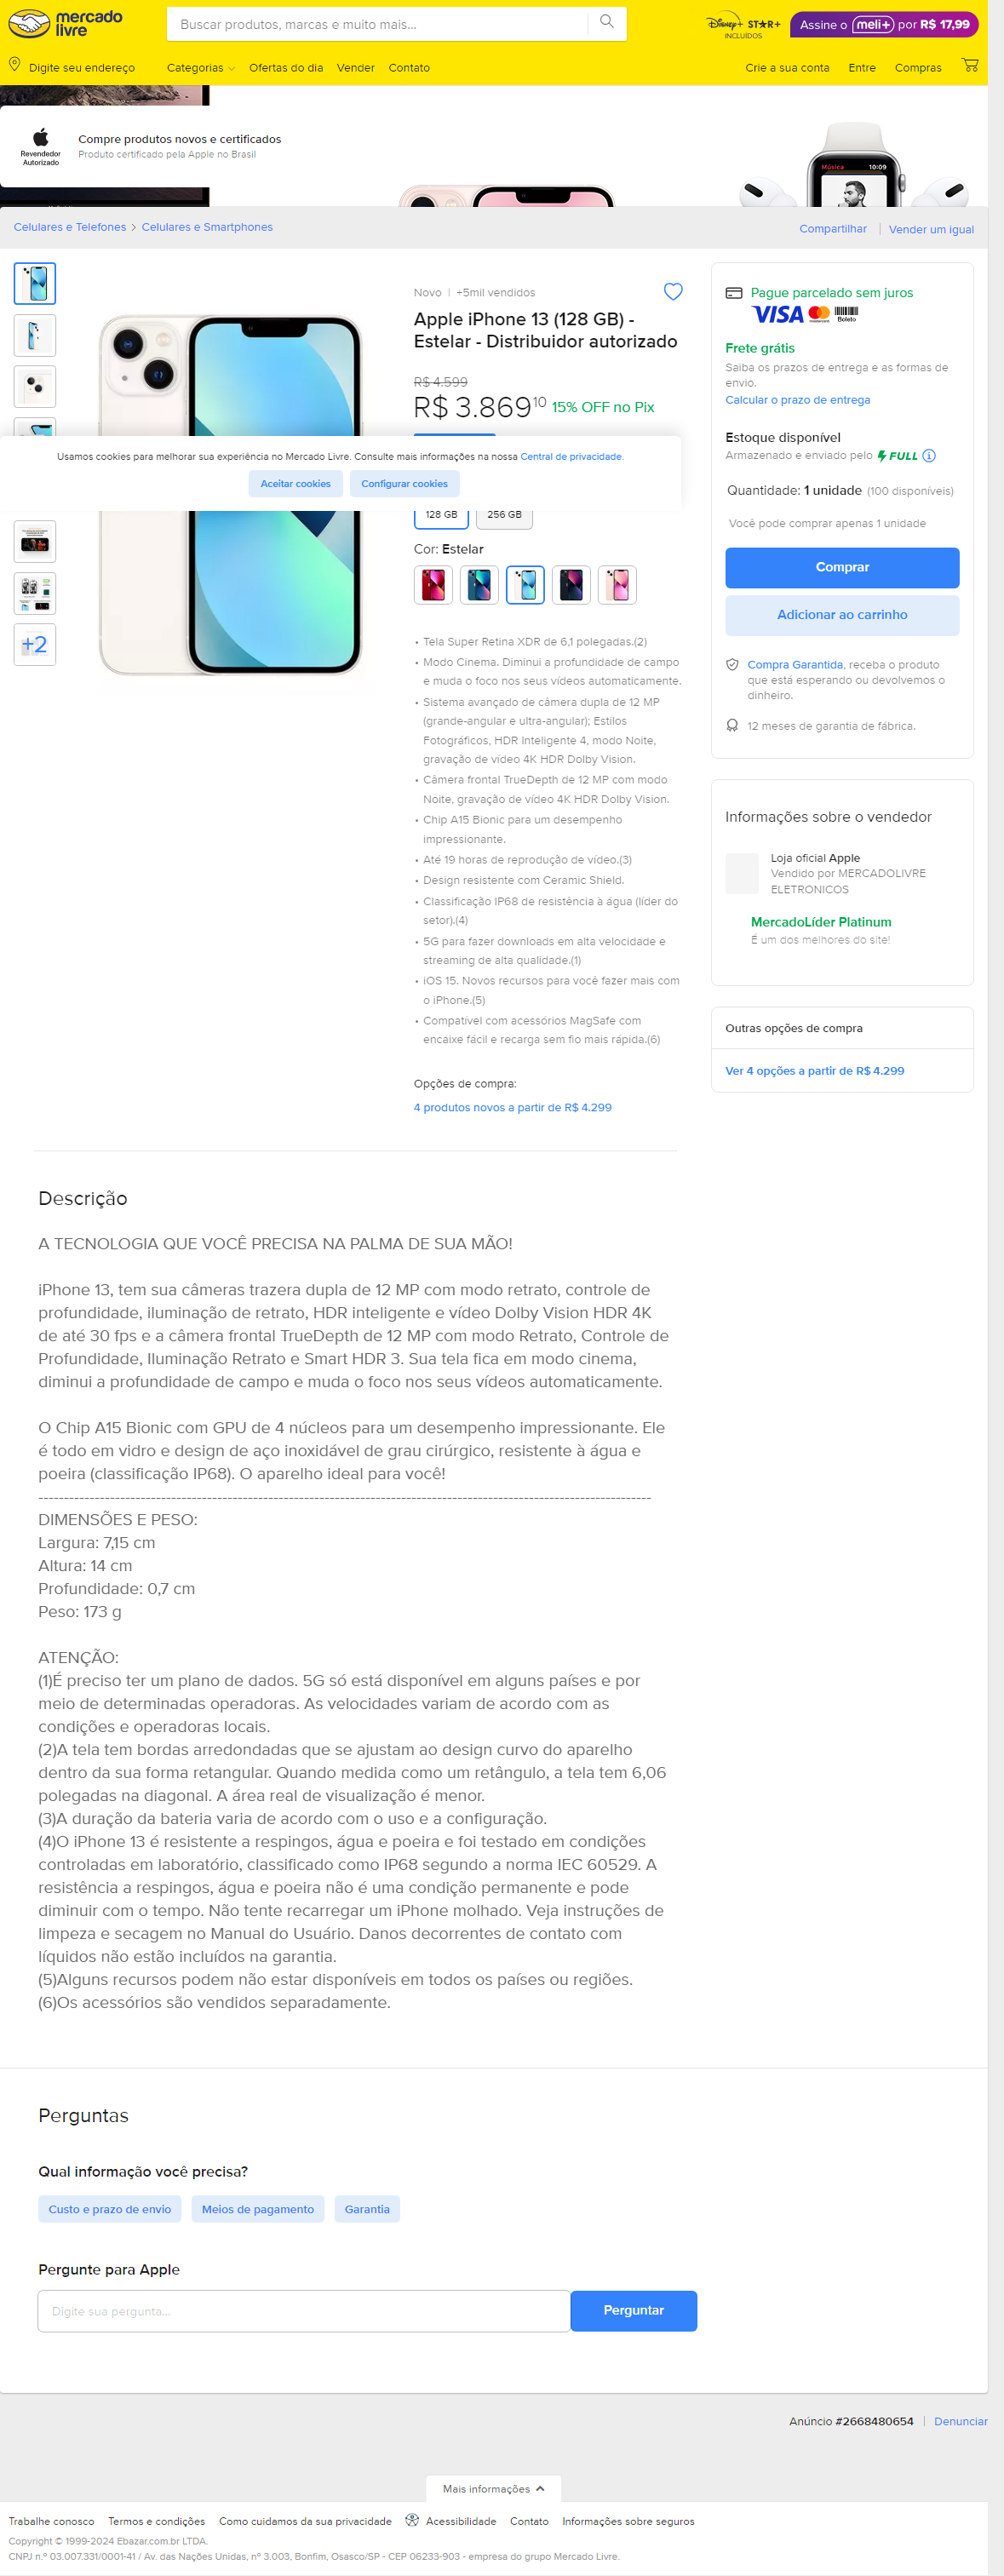 mercado
livre
Buscar produtos, marcas e muito mais...
Disney+ ST★R+
INCLUÍDOS
Assine o meli+ por R$ 17,99
Digite seu endereço
Categorias
Ofertas do dia
Vender
Contato
Crie a sua conta
Entre
Compras
Revendedor
Autorizado
Compre produtos novos e certificados
Produto certificado pela Apple no Brasil
Música 10:09
Celulares e Telefones > Celulares e Smartphones
Compartilhar | Vender um igual
+2
Novo | +5mil vendidos
Apple iPhone 13 (128 GB) -
Estelar - Distribuidor autorizado
R$ 4.599
R$ 3.869 10 15% OFF no Pix
Usamos cookies para melhorar sua experiência no Mercado Livre. Consulte mais informações na nossa Central de privacidade.
Aceitar cookies
Configurar cookies
128 GB
256 GB
Cor: Estelar
• Tela Super Retina XDR de 6,1 polegadas.(2)
• Modo Cinema. Diminui a profundidade de campo
e muda o foco nos seus vídeos automaticamente.
• Sistema avançado de câmera dupla de 12 MP
(grande-angular e ultra-angular); Estilos
Fotográficos, HDR Inteligente 4, modo Noite,
gravação de vídeo 4K HDR Dolby Vision.
• Câmera frontal TrueDepth de 12 MP com modo
Noite, gravação de vídeo 4K HDR Dolby Vision.
• Chip A15 Bionic para um desempenho
impressionante.
• Até 19 horas de reprodução de vídeo.(3)
• Design resistente com Ceramic Shield.
• Classificação IP68 de resistência à água (líder do
setor).(4)
• 5G para fazer downloads em alta velocidade e
streaming de alta qualidade.(1)
• iOS 15. Novos recursos para você fazer mais com
o iPhone.(5)
• Compatível com acessórios MagSafe com
encaixe fácil e recarga sem fio mais rápida.(6)
Opções de compra:
4 produtos novos a partir de R$ 4.299
Pague parcelado sem juros
VISA
Boleto
Frete grátis
Saiba os prazos de entrega e as formas de
envio.
Calcular o prazo de entrega
Estoque disponível
Armazenado e enviado pelo FULL
Quantidade: 1 unidade (100 disponíveis)
Você pode comprar apenas 1 unidade
Comprar
Adicionar ao carrinho
Compra Garantida, receba o produto
que está esperando ou devolvemos o
dinheiro.
12 meses de garantia de fábrica.
Informações sobre o vendedor
Loja oficial Apple
Vendido por MERCADOLIVRE
ELETRONICOS
MercadoLíder Platinum
É um dos melhores do site!
Outras opções de compra
Ver 4 opções a partir de R$ 4.299
Descrição
A TECNOLOGIA QUE VOCÊ PRECISA NA PALMA DE SUA MÃO!
iPhone 13, tem sua câmeras trazera dupla de 12 MP com modo retrato, controle de
profundidade, iluminação de retrato, HDR inteligente e vídeo Dolby Vision HDR 4K
de até 30 fps e a câmera frontal TrueDepth de 12 MP com modo Retrato, Controle de
Profundidade, Iluminação Retrato e Smart HDR 3. Sua tela fica em modo cinema,
diminui a profundidade de campo e muda o foco nos seus vídeos automaticamente.
O Chip A15 Bionic com GPU de 4 núcleos para um desempenho impressionante. Ele
é todo em vidro e design de aço inoxidável de grau cirúrgico, resistente à água e
poeira (classificação IP68). O aparelho ideal para você!
------------------------------------------------------------------------------------------------------------------------
DIMENSÕES E PESO:
Largura: 7,15 cm
Altura: 14 cm
Profundidade: 0,7 cm
Peso: 173 g
ATENÇÃO:
(1)É preciso ter um plano de dados. 5G só está disponível em alguns países e por
meio de determinadas operadoras. As velocidades variam de acordo com as
condições e operadoras locais.
(2)A tela tem bordas arredondadas que se ajustam ao design curvo do aparelho
dentro da sua forma retangular. Quando medida como um retângulo, a tela tem 6,06
polegadas na diagonal. A área real de visualização é menor.
(3)A duração da bateria varia de acordo com o uso e a configuração.
(4)O iPhone 13 é resistente a respingos, água e poeira e foi testado em condições
controladas em laboratório, classificado como IP68 segundo a norma IEC 60529. A
resistência a respingos, água e poeira não é uma condição permanente e pode
diminuir com o tempo. Não tente recarregar um iPhone molhado. Veja instruções de
limpeza e secagem no Manual do Usuário. Danos decorrentes de contato com
líquidos não estão incluídos na garantia.
(5)Alguns recursos podem não estar disponíveis em todos os países ou regiões.
(6)Os acessórios são vendidos separadamente.
Perguntas
Qual informação você precisa?
Custo e prazo de envio
Meios de pagamento
Garantia
Pergunte para Apple
Digite sua pergunta...
Perguntar
Anúncio #2668480654 | Denunciar
Mais informações
Trabalhe conosco
Termos e condições
Como cuidamos da sua privacidade
Acessibilidade
Contato
Informações sobre seguros
Copyright © 1999-2024 Ebazar.com.br LTDA.
CNPJ n.º 03.007.331/0001-41 / Av. das Nações Unidas, nº 3.003, Bonfim, Osasco/SP - CEP 06233-903 - empresa do grupo Mercado Livre.